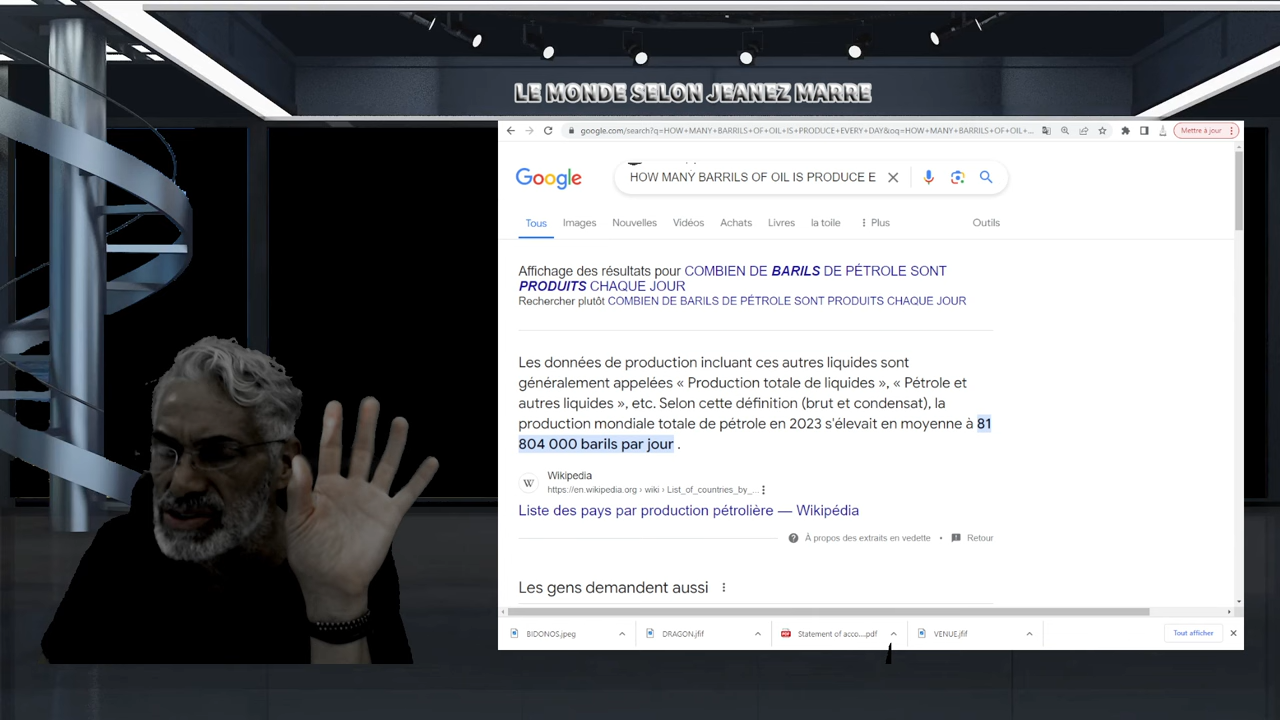 LE MONDE SELON JEANEZ MARRE
google.com/search?q=HOW+MANY+BARRILS+OF+OIL+IS+PRODUCE+EVERY+DAY&oq=HOW+MANY+BARRILS+OF+OIL+...
Mettre à jour
Google
HOW MANY BARRILS OF OIL IS PRODUCE E
Tous Images Nouvelles Vidéos Achats Livres la toile Plus Outils
Affichage des résultats pour COMBIEN DE BARILS DE PÉTROLE SONT
PRODUITS CHAQUE JOUR
Rechercher plutôt COMBIEN DE BARILS DE PÉTROLE SONT PRODUITS CHAQUE JOUR
Les données de production incluant ces autres liquides sont
généralement appelées « Production totale de liquides », « Pétrole et
autres liquides », etc. Selon cette définition (brut et condensat), la
production mondiale totale de pétrole en 2023 s'élevait en moyenne à 81
804 000 barils par jour .
W
Wikipedia
https://en.wikipedia.org › wiki › List_of_countries_by_...
Liste des pays par production pétrolière — Wikipédia
À propos des extraits en vedette • Retour
Les gens demandent aussi
BIDONOS.jpeg DRAGON.jfif Statement of acco....pdf VENUE.jfif Tout afficher